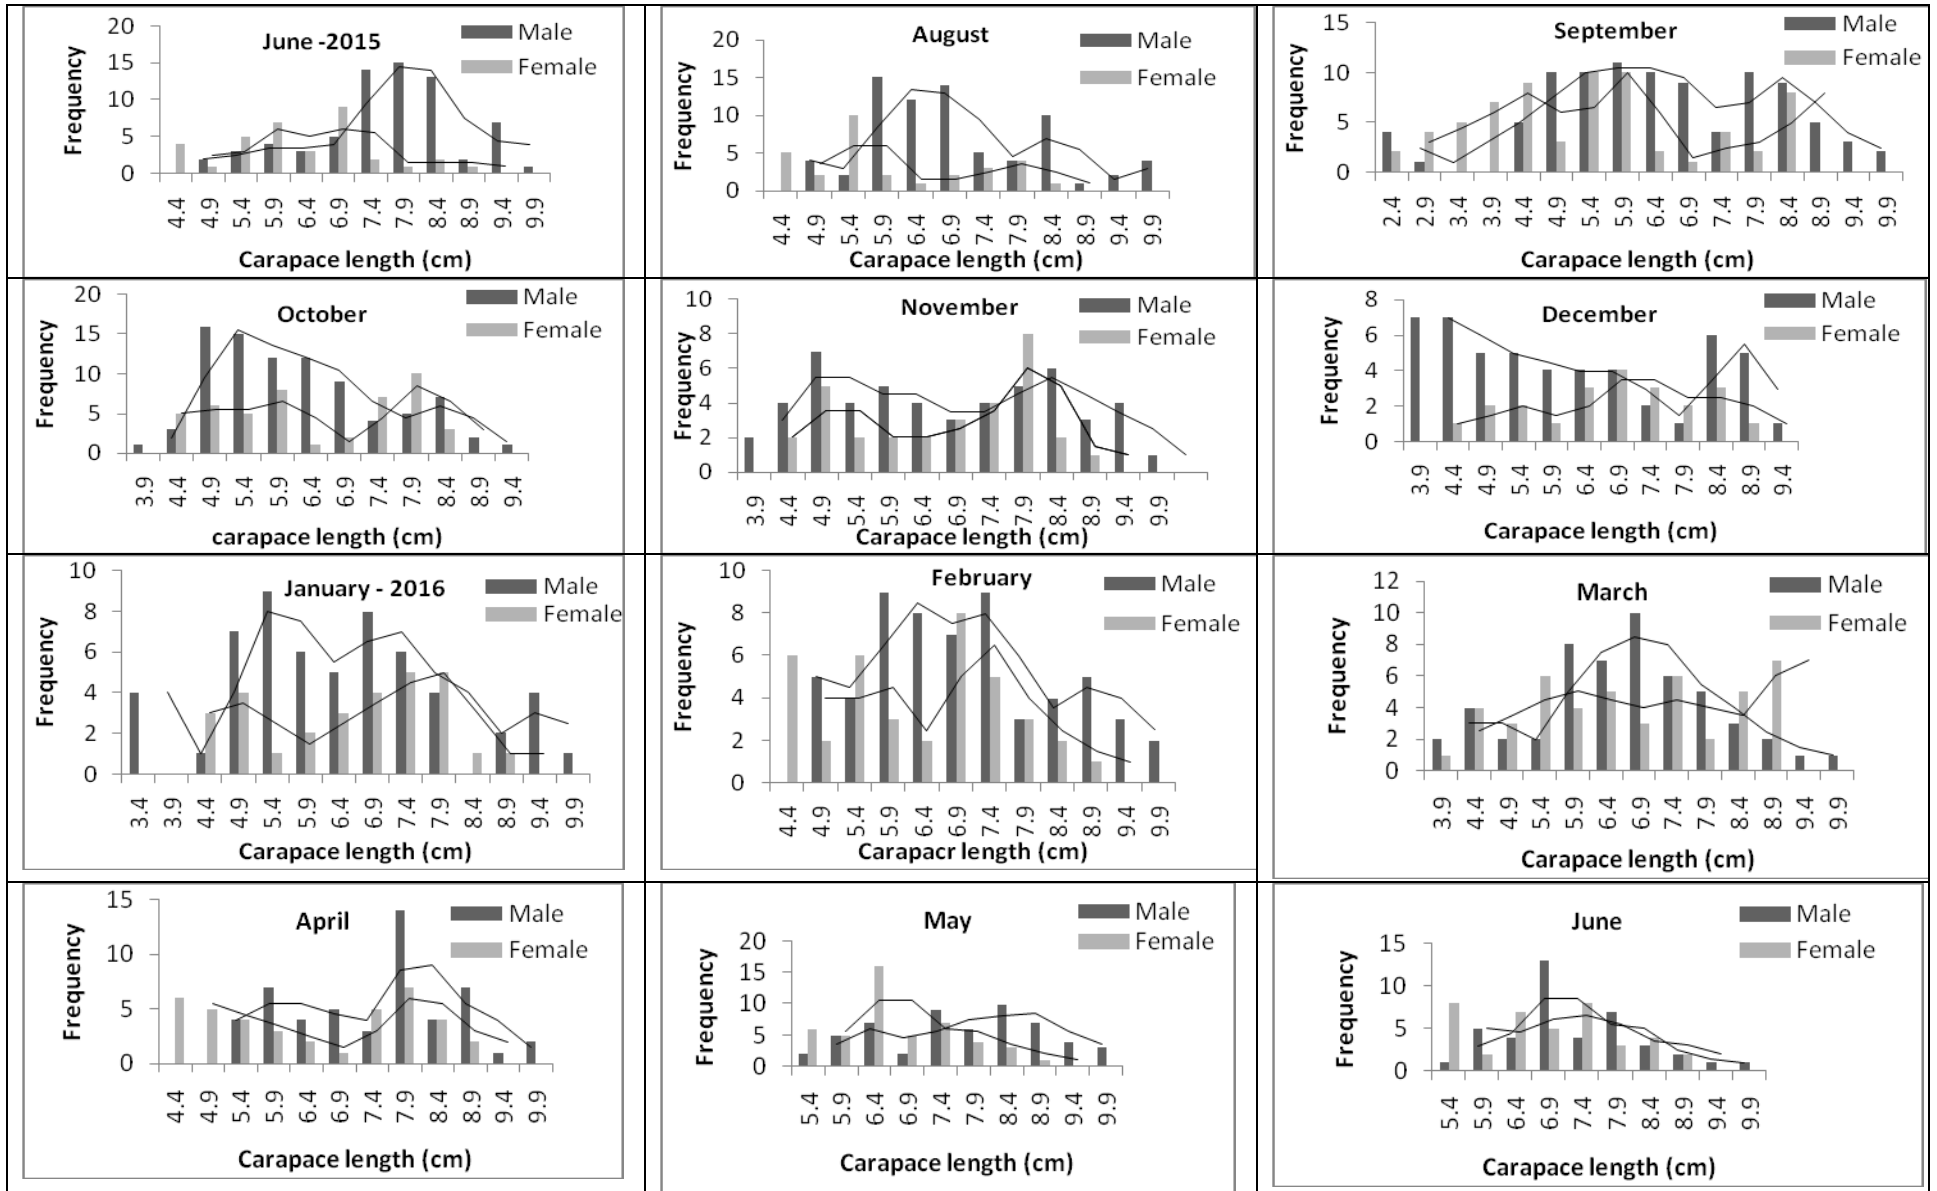 June -2015
Male
Female
Frequency
20
15
10
5
0
4.4 4.9 5.4 5.9 6.4 6.9 7.4 7.9 8.4 8.9 9.4 9.9
Carapace length (cm)
August
Male
Female
Frequency
20
15
10
5
0
4.4 4.9 5.4 5.9 6.4 6.9 7.4 7.9 8.4 8.9 9.4 9.9
Carapace length (cm)
September
Male
Female
Frequency
15
10
5
0
2.4 2.9 3.4 3.9 4.4 4.9 5.4 5.9 6.4 6.9 7.4 7.9 8.4 8.9 9.4 9.9
Carapace length (cm)
October
Male
Female
Frequency
20
15
10
5
0
3.9 4.4 4.9 5.4 5.9 6.4 6.9 7.4 7.9 8.4 8.9 9.4
carapace length (cm)
November
Male
Female
Frequency
10
8
6
4
2
0
3.9 4.4 4.9 5.4 5.9 6.4 6.9 7.4 7.9 8.4 8.9 9.4 9.9
Carapace length (cm)
December
Male
Female
Frequency
8
6
4
2
0
3.9 4.4 4.9 5.4 5.9 6.4 6.9 7.4 7.9 8.4 8.9 9.4
Carapace length (cm)
January - 2016
Male
Female
Frequency
10
8
6
4
2
0
3.4 3.9 4.4 4.9 5.4 5.9 6.4 6.9 7.4 7.9 8.4 8.9 9.4 9.9
Carapace length (cm)
February
Male
Female
Frequency
10
8
6
4
2
0
4.4 4.9 5.4 5.9 6.4 6.9 7.4 7.9 8.4 8.9 9.4 9.9
Carapacr length (cm)
March
Male
Female
Frequency
12
10
8
6
4
2
0
3.9 4.4 4.9 5.4 5.9 6.4 6.9 7.4 7.9 8.4 8.9 9.4 9.9
Carapace length (cm)
April
Male
Female
Frequency
15
10
5
0
4.4 4.9 5.4 5.9 6.4 6.9 7.4 7.9 8.4 8.9 9.4 9.9
Carapace length (cm)
May
Male
Female
Frequency
20
15
10
5
0
5.4 5.9 6.4 6.9 7.4 7.9 8.4 8.9 9.4 9.9
Carapace length (cm)
June
Male
Female
Frequency
15
10
5
0
5.4 5.9 6.4 6.9 7.4 7.9 8.4 8.9 9.4 9.9
Carapace length (cm)